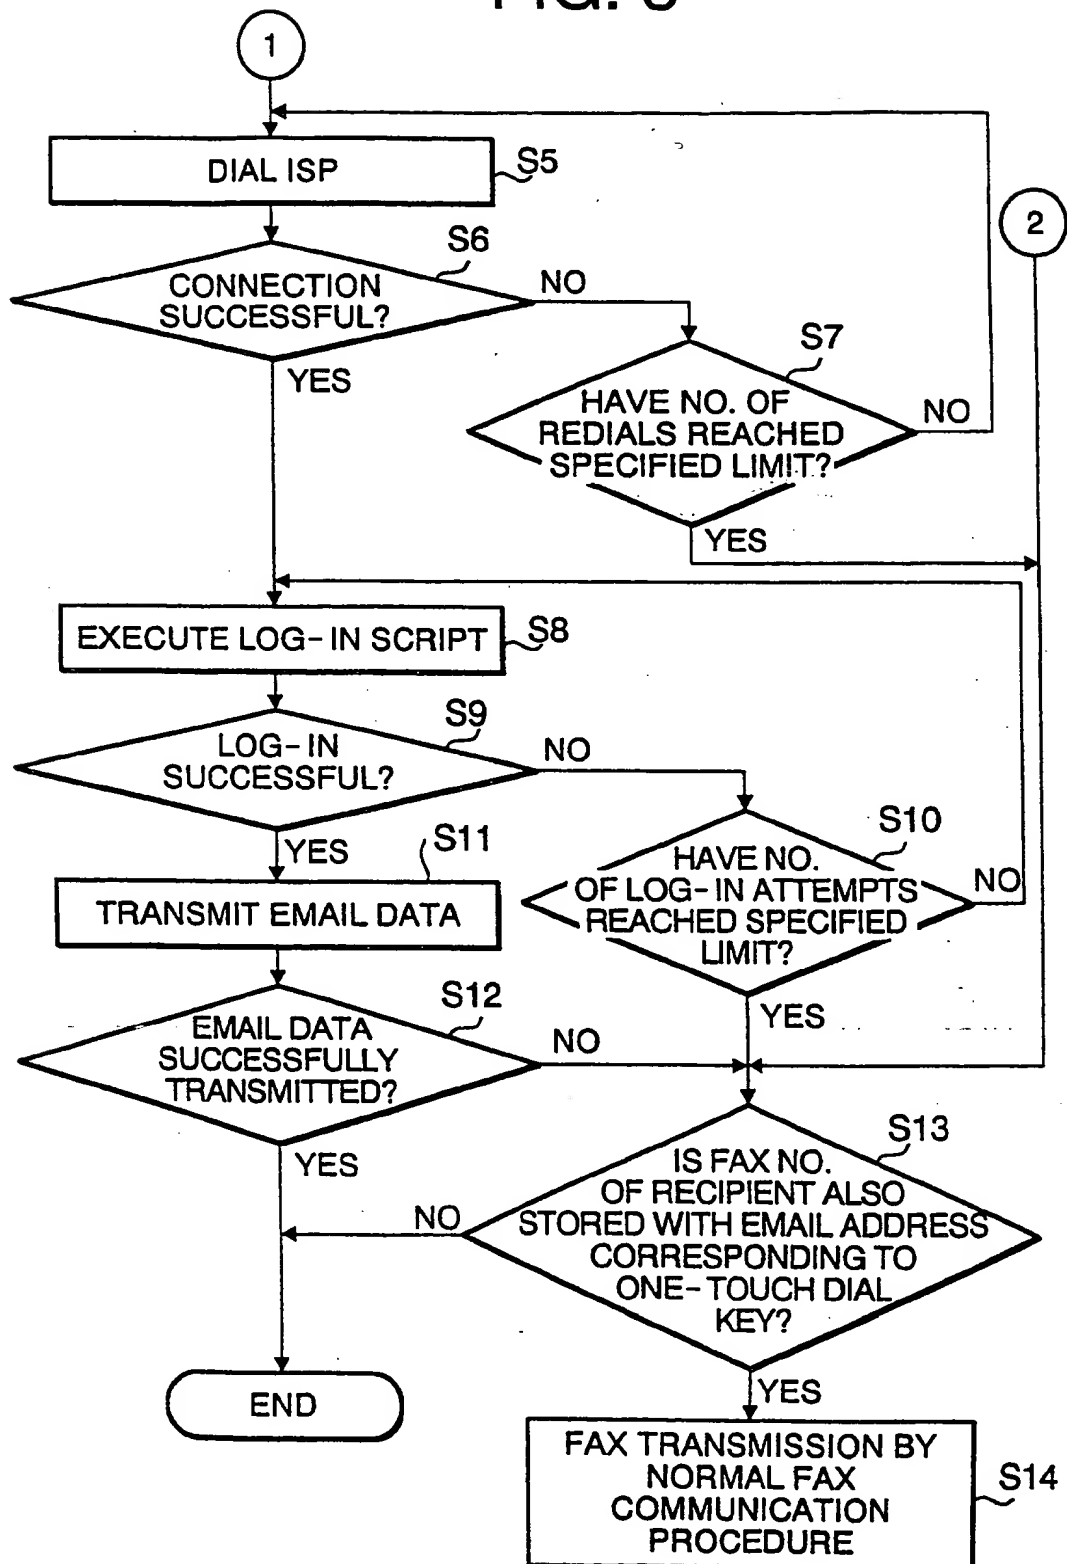 1
DIAL ISP
S5
2
S6
CONNECTION
SUCCESSFUL?
NO
YES
S7
HAVE NO. OF
REDIALS REACHED
SPECIFIED LIMIT?
NO
YES
EXECUTE LOG-IN SCRIPT
S8
S9
LOG-IN
SUCCESSFUL?
NO
YES
S10
HAVE NO.
OF LOG-IN ATTEMPTS
REACHED SPECIFIED
LIMIT?
NO
YES
S11
TRANSMIT EMAIL DATA
S12
EMAIL DATA
SUCCESSFULLY
TRANSMITTED?
NO
YES
S13
IS FAX NO.
OF RECIPIENT ALSO
STORED WITH EMAIL ADDRESS
CORRESPONDING TO
ONE-TOUCH DIAL
KEY?
NO
YES
END
FAX TRANSMISSION BY
NORMAL FAX
COMMUNICATION
PROCEDURE
S14